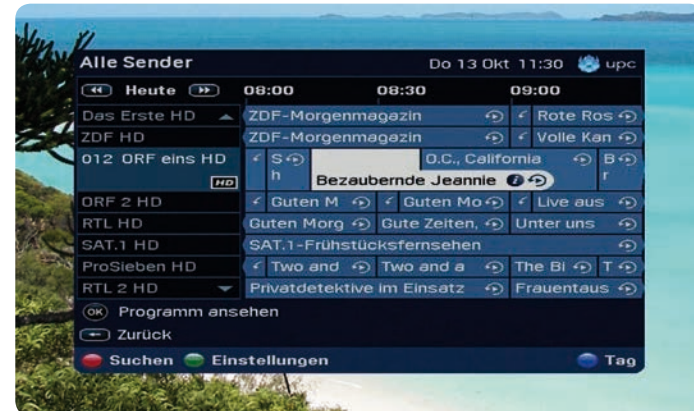 Alle Sender Do 13 Okt 11:30 upc
Heute 08:00 08:30 09:00
Das Erste HD ZDF-Morgenmagazin Rote Ros
ZDF HD ZDF-Morgenmagazin Volle Kan
012 ORF eins HD S O.C., California B
h r
HD Bezaubernde Jeannie i
ORF 2 HD Guten M Guten Mo Live aus
RTL HD Guten Morg Gute Zeiten, Unter uns
SAT.1 HD SAT.1-Frühstücksfernsehen
ProSieben HD Two and Two and a The Bi T
RTL 2 HD Privatdetektive im Einsatz Frauentaus
OK Programm ansehen
Zurück
Suchen Einstellungen Tag